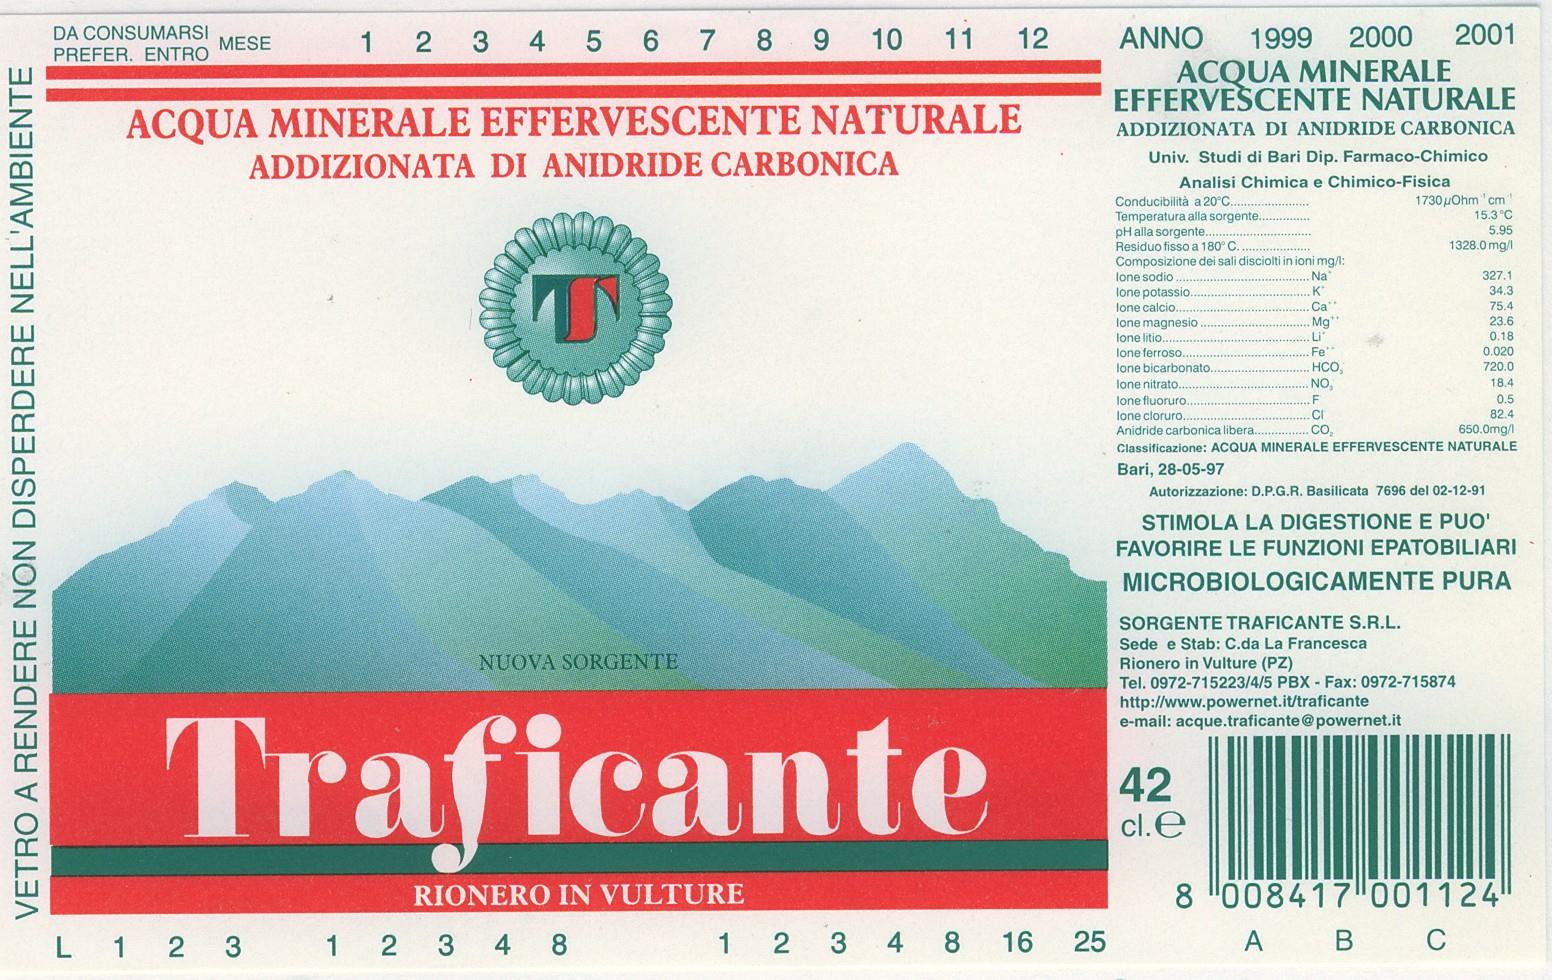 DA CONSUMARSI
PREFER. ENTRO MESE 1 2 3 4 5 6 7 8 9 10 11 12
ANNO 1999 2000 2001
VETRO A RENDERE NON DISPERDERE NELL'AMBIENTE
ACQUA MINERALE EFFERVESCENTE NATURALE
ADDIZIONATA DI ANIDRIDE CARBONICA
TS
NUOVA SORGENTE
Traficante
RIONERO IN VULTURE
L 1 2 3 1 2 3 4 8 1 2 3 4 8 16 25
ACQUA MINERALE
EFFERVESCENTE NATURALE
ADDIZIONATA DI ANIDRIDE CARBONICA
Univ. Studi di Bari Dip. Farmaco-Chimico
Analisi Chimica e Chimico-Fisica
Conducibilità a 20°C.................... 1730 µOhm⁻¹ cm⁻¹
Temperatura alla sorgente............. 15.3 °C
pH alla sorgente........................... 5.95
Residuo fisso a 180° C. ................. 1328.0 mg/l
Composizione dei sali disciolti in ioni mg/l:
Ione sodio .................................. Na⁺ 327.1
Ione potassio............................... K⁺ 34.3
Ione calcio................................... Ca⁺⁺ 75.4
Ione magnesio ............................ Mg⁺⁺ 23.6
Ione litio...................................... Li⁺ 0.18
Ione ferroso................................. Fe⁺⁺ 0.020
Ione bicarbonato......................... HCO₃⁻ 720.0
Ione nitrato.................................. NO₃⁻ 18.4
Ione fluoruro................................ F⁻ 0.5
Ione cloruro................................. Cl⁻ 82.4
Anidride carbonica libera.............. CO₂ 650.0mg/l
Classificazione: ACQUA MINERALE EFFERVESCENTE NATURALE
Bari, 28-05-97
Autorizzazione: D.P.G.R. Basilicata 7696 del 02-12-91
STIMOLA LA DIGESTIONE E PUO'
FAVORIRE LE FUNZIONI EPATOBILIARI
MICROBIOLOGICAMENTE PURA
SORGENTE TRAFICANTE S.R.L.
Sede e Stab: C.da La Francesca
Rionero in Vulture (PZ)
Tel. 0972-715223/4/5 PBX - Fax: 0972-715874
http://www.powernet.it/traficante
e-mail: acque.traficante@powernet.it
42
cl.e
8 008417 001124
A B C